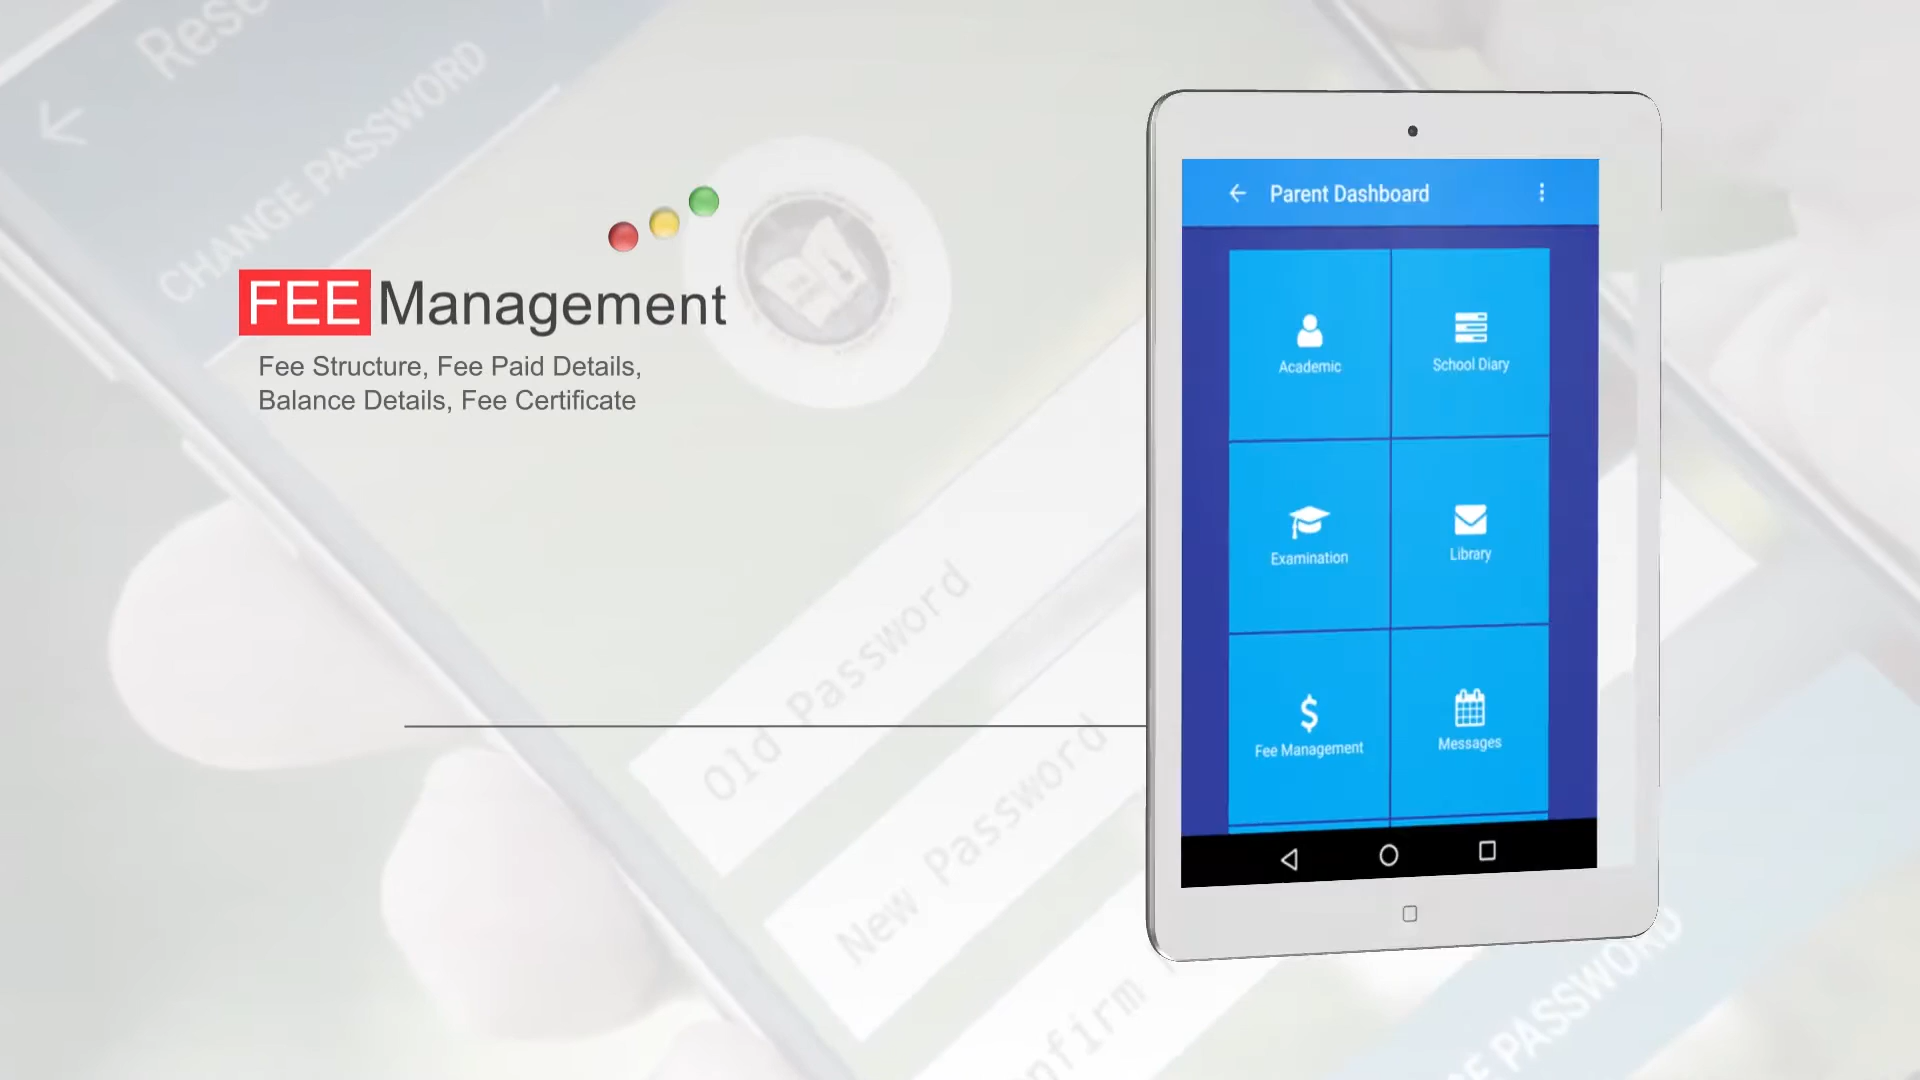 FEE Management
Fee Structure, Fee Paid Details,
Balance Details, Fee Certificate
Parent Dashboard
Academic
School Diary
Examination
Library
Fee Management
Messages
CHANGE PASSWORD
Old Password
New Password
PASSWORD